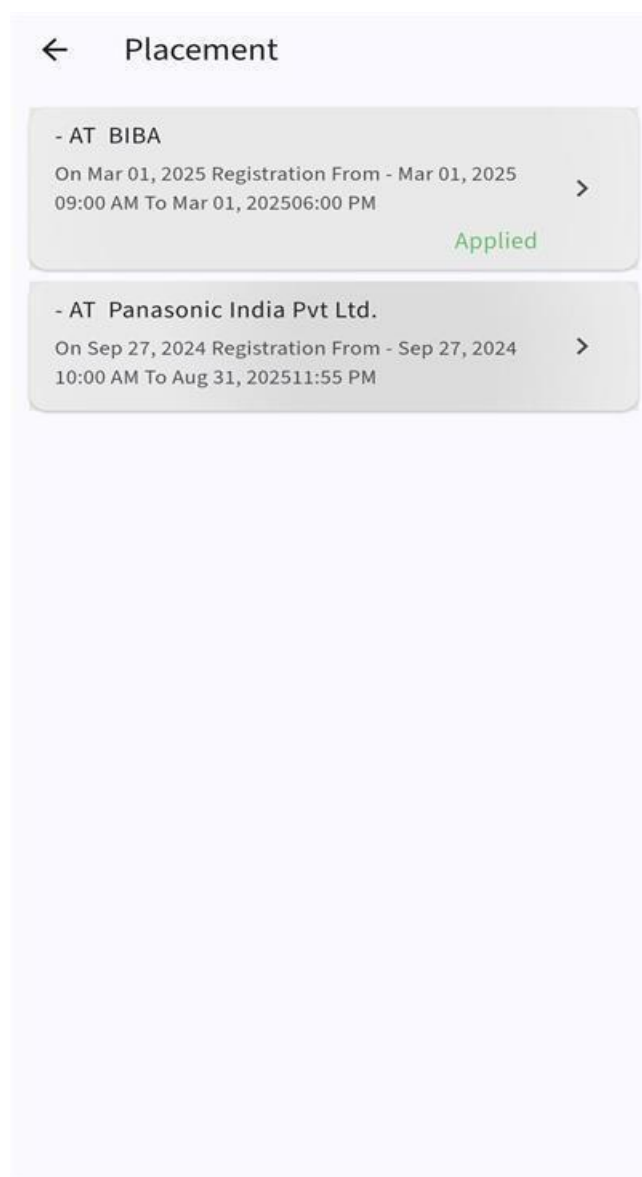 Placement
- AT BIBA
On Mar 01, 2025 Registration From - Mar 01, 2025
09:00 AM To Mar 01, 202506:00 PM
Applied
- AT Panasonic India Pvt Ltd.
On Sep 27, 2024 Registration From - Sep 27, 2024
10:00 AM To Aug 31, 202511:55 PM